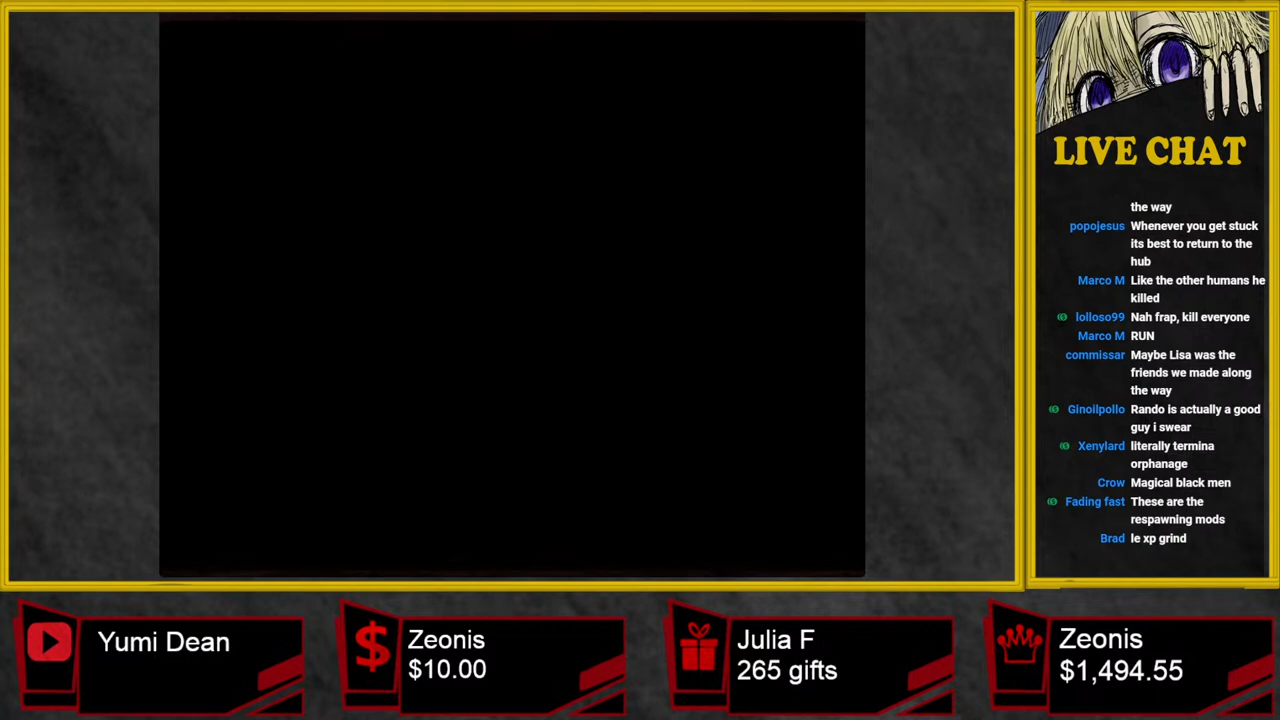 LIVE CHAT
the way
popojesus Whenever you get stuck
its best to return to the
hub
Marco M Like the other humans he
killed
lolloso99 Nah frap, kill everyone
Marco M RUN
commissar Maybe Lisa was the
friends we made along
the way
Ginoilpollo Rando is actually a good
guy i swear
Xenylard literally termina
orphanage
Crow Magical black men
Fading fast These are the
respawning mods
Brad le xp grind
Yumi Dean
$
Zeonis
$10.00
Julia F
265 gifts
Zeonis
$1,494.55